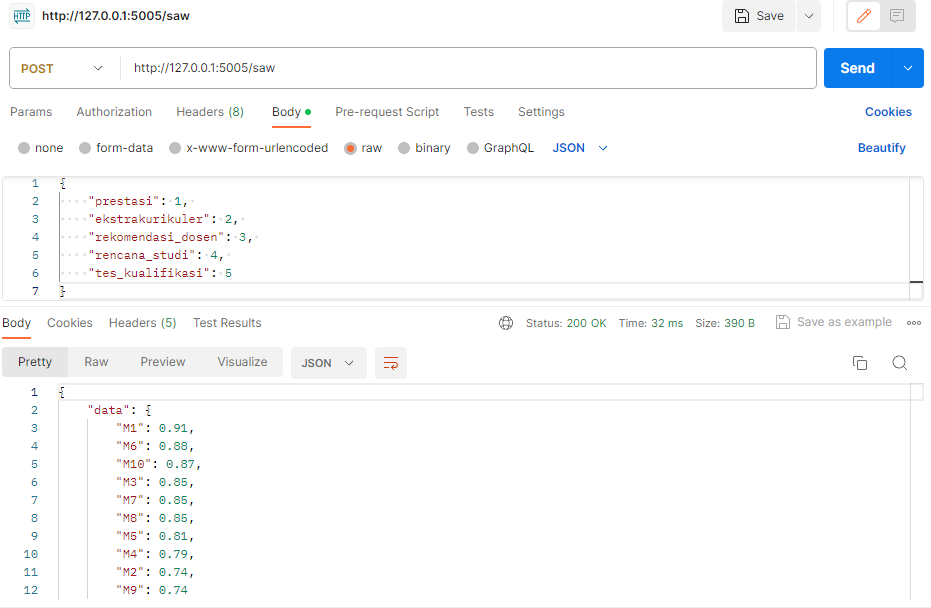 HTTP http://127.0.0.1:5005/saw Save
POST http://127.0.0.1:5005/saw Send
Params Authorization Headers (8) Body Pre-request Script Tests Settings Cookies
none form-data x-www-form-urlencoded raw binary GraphQL JSON Beautify
1 {
2 "prestasi": 1,
3 "ekstrakurikuler": 2,
4 "rekomendasi_dosen": 3,
5 "rencana_studi": 4,
6 "tes_kualifikasi": 5
7 }
Body Cookies Headers (5) Test Results Status: 200 OK Time: 32 ms Size: 390 B Save as example
Pretty Raw Preview Visualize JSON
1 {
2 "data": {
3 "M1": 0.91,
4 "M6": 0.88,
5 "M10": 0.87,
6 "M3": 0.85,
7 "M7": 0.85,
8 "M8": 0.85,
9 "M5": 0.81,
10 "M4": 0.79,
11 "M2": 0.74,
12 "M9": 0.74